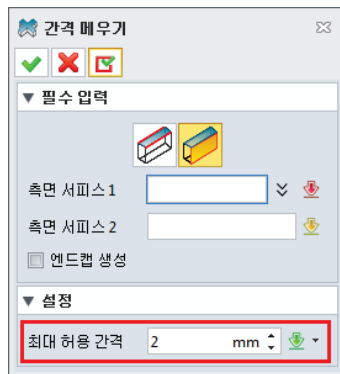 간격 메우기
▼ 필수 입력
측면 서피스 1
측면 서피스 2
엔드캡 생성
▼ 설정
최대 허용 간격 2 mm